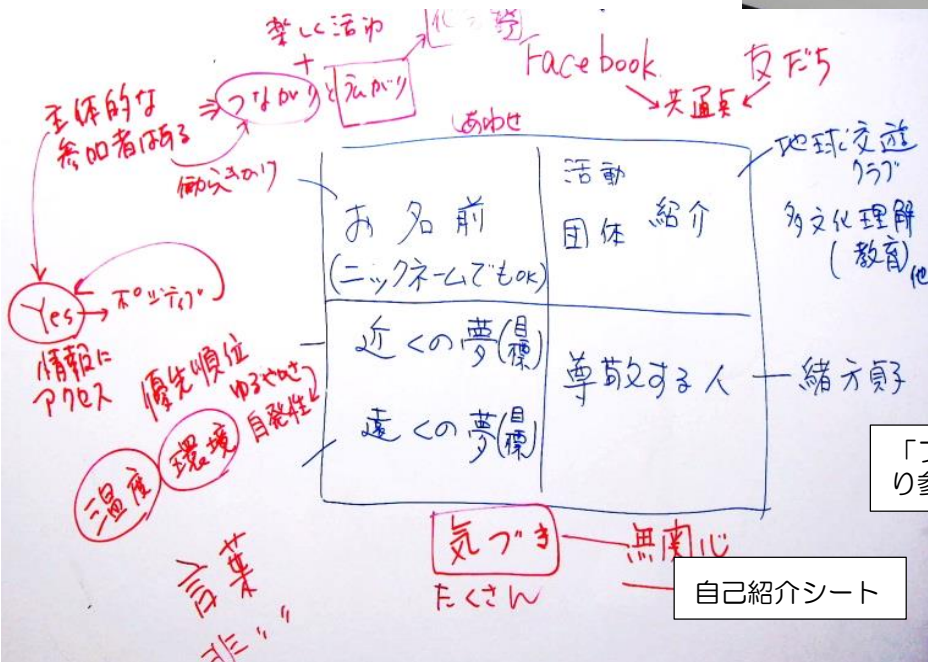 楽しく活動
+
つながりと広がり
Facebook
友だち
共通点
主体的な
参加者である
しあわせ
働きかけ
お名前
(ニックネームでもOK)
活動
団体 紹介
地球交遊
クラブ
多文化理解
(教育)他
Yes
ポジティブ
情報に
アクセス
近くの夢(目標)
遠くの夢(目標)
尊敬する人
緒方貞子
優先順位
ゆるやかさ
自発性
環境
温度
言葉
気づき
たくさん
無関心
自己紹介シート